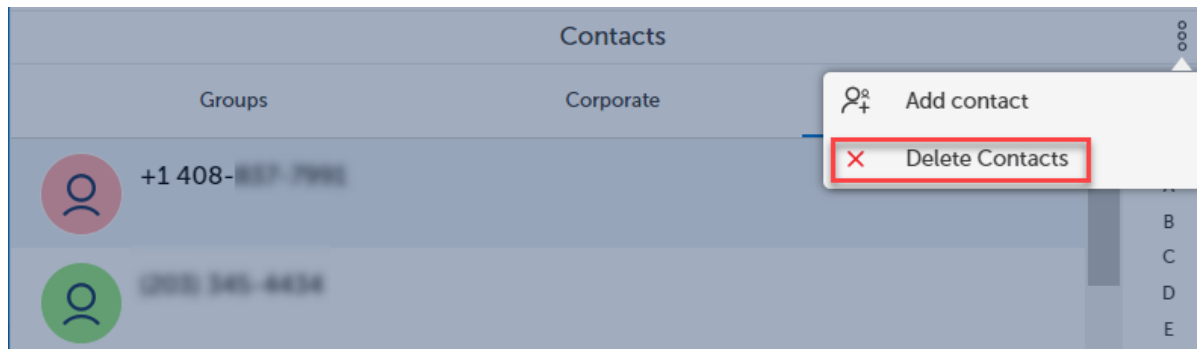 Contacts
Groups
Corporate
Add contact
Delete Contacts
+1 408-
B
C
D
E